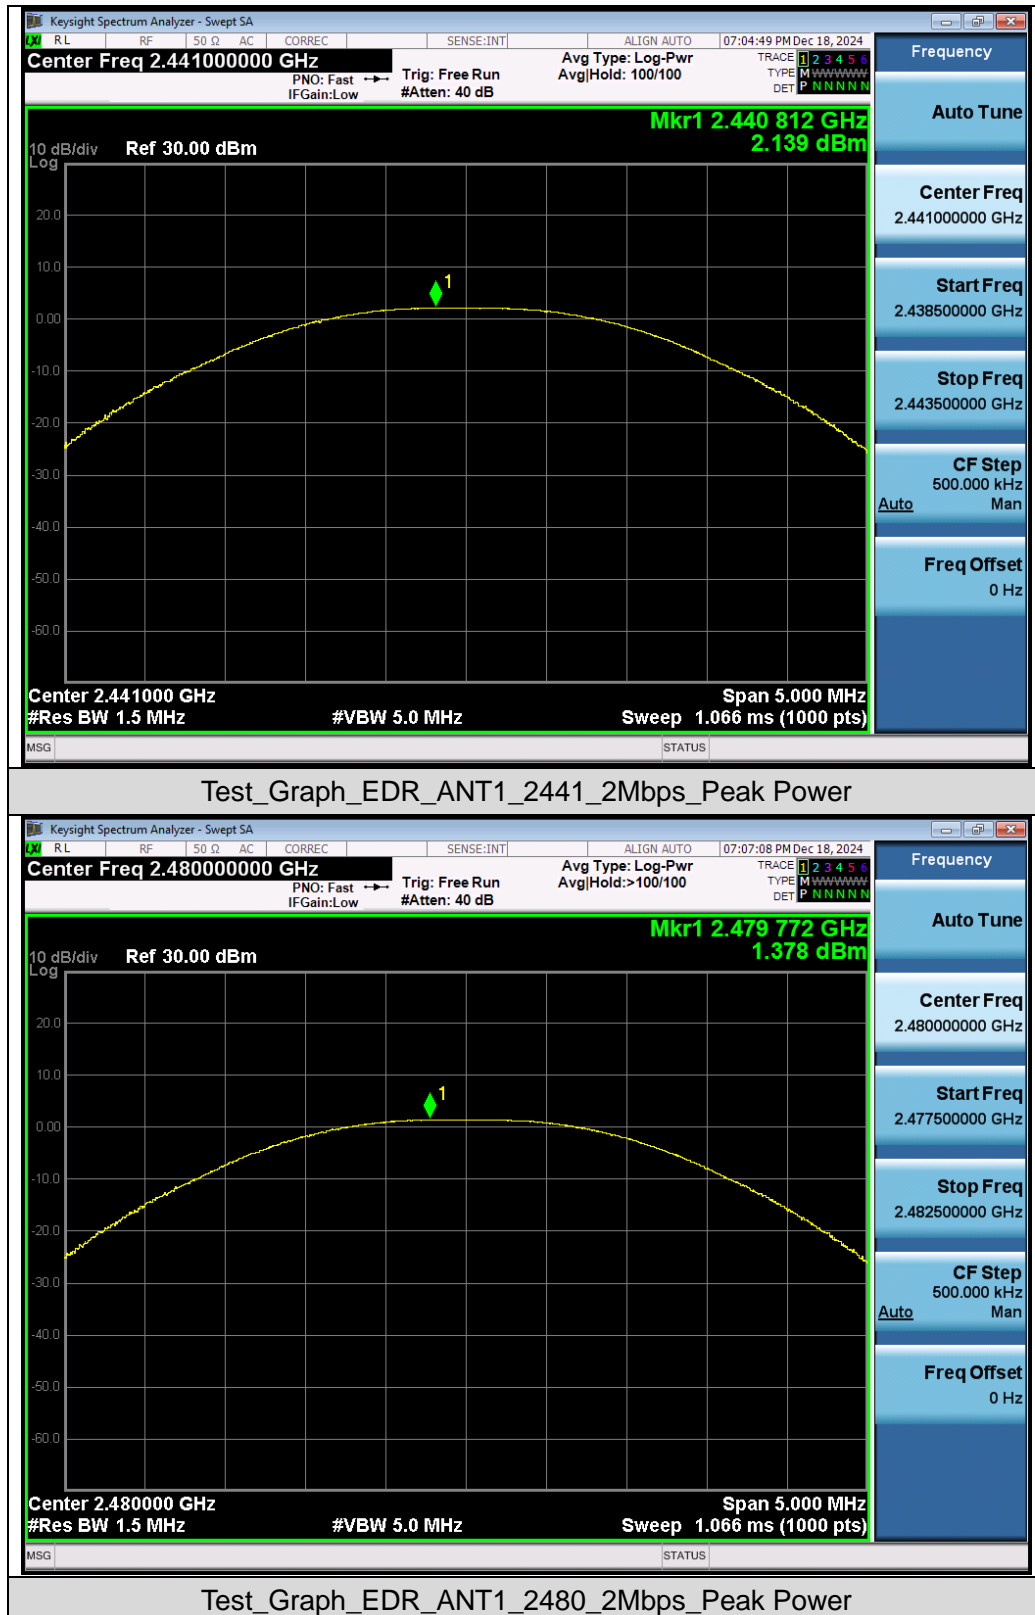 Keysight Spectrum Analyzer - Swept SA
LXI RL RF 50 Ω AC CORREC SENSE:INT ALIGN AUTO 07:04:49 PM Dec 18, 2024
Center Freq 2.441000000 GHz
PNO: Fast
IFGain:Low
Trig: Free Run
#Atten: 40 dB
Avg Type: Log-Pwr
Avg|Hold: 100/100
TRACE 1 2 3 4 5 6
TYPE M WWWWW
DET P N N N N N
Mkr1 2.440 812 GHz
2.139 dBm
10 dB/div Ref 30.00 dBm
Log
20.0
10.0
0.00
-10.0
-20.0
-30.0
-40.0
-50.0
-60.0
1
Center 2.441000 GHz Span 5.000 MHz
#Res BW 1.5 MHz #VBW 5.0 MHz Sweep 1.066 ms (1000 pts)
MSG STATUS
Frequency
Auto Tune
Center Freq
2.441000000 GHz
Start Freq
2.438500000 GHz
Stop Freq
2.443500000 GHz
CF Step
500.000 kHz
Auto Man
Freq Offset
0 Hz
Test_Graph_EDR_ANT1_2441_2Mbps_Peak Power
Keysight Spectrum Analyzer - Swept SA
LXI RL RF 50 Ω AC CORREC SENSE:INT ALIGN AUTO 07:07:08 PM Dec 18, 2024
Center Freq 2.480000000 GHz
PNO: Fast
IFGain:Low
Trig: Free Run
#Atten: 40 dB
Avg Type: Log-Pwr
Avg|Hold:>100/100
TRACE 1 2 3 4 5 6
TYPE M WWWWW
DET P N N N N N
Mkr1 2.479 772 GHz
1.378 dBm
10 dB/div Ref 30.00 dBm
Log
20.0
10.0
0.00
-10.0
-20.0
-30.0
-40.0
-50.0
-60.0
1
Center 2.480000 GHz Span 5.000 MHz
#Res BW 1.5 MHz #VBW 5.0 MHz Sweep 1.066 ms (1000 pts)
MSG STATUS
Frequency
Auto Tune
Center Freq
2.480000000 GHz
Start Freq
2.477500000 GHz
Stop Freq
2.482500000 GHz
CF Step
500.000 kHz
Auto Man
Freq Offset
0 Hz
Test_Graph_EDR_ANT1_2480_2Mbps_Peak Power